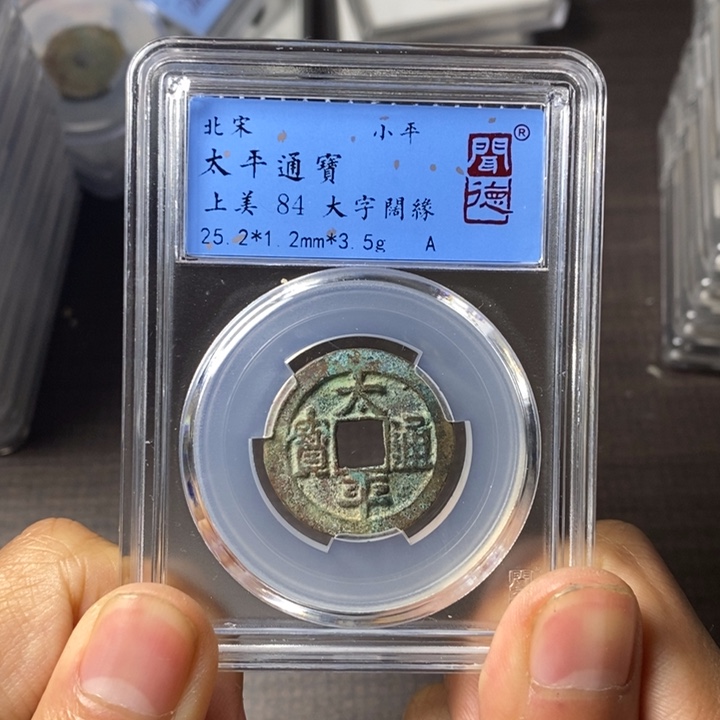 北宋 小平
太平通寶
上美 84 大字闊緣
25.2*1.2mm*3.5g A
聞德®
太平通寶